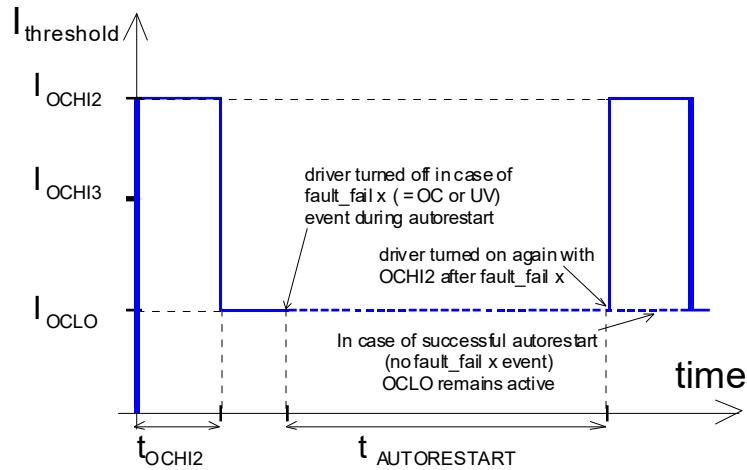 I threshold
I OCHI2
I OCHI3
I OCLO
driver turned off in case of
fault_fail x ( = OC or UV)
event during autorestart
driver turned on again with
OCHI2 after fault_fail x
In case of successful autorestart
(no fault_fail x event)
OCLO remains active
time
t OCHI2
t AUTORESTART